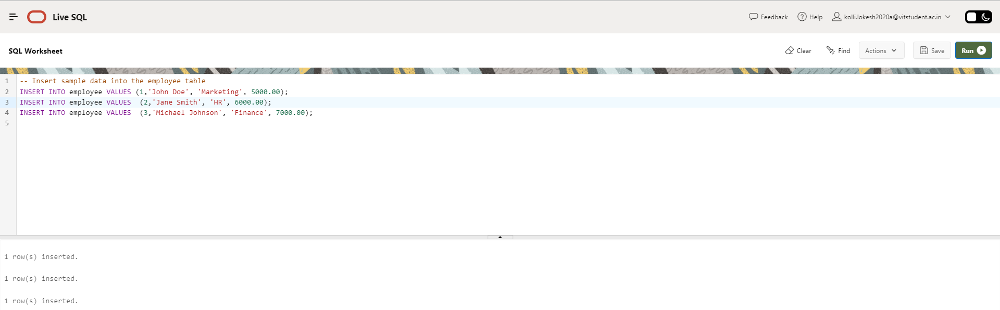 Live SQL
Feedback
Help
kolli.lokesh2020a@vitstudent.ac.in
SQL Worksheet
Clear
Find
Actions
Save
Run
1 -- Insert sample data into the employee table
2 INSERT INTO employee VALUES (1,'John Doe', 'Marketing', 5000.00);
3 INSERT INTO employee VALUES  (2,'Jane Smith', 'HR', 6000.00);
4 INSERT INTO employee VALUES  (3,'Michael Johnson', 'Finance', 7000.00);
5
1 row(s) inserted.
1 row(s) inserted.
1 row(s) inserted.